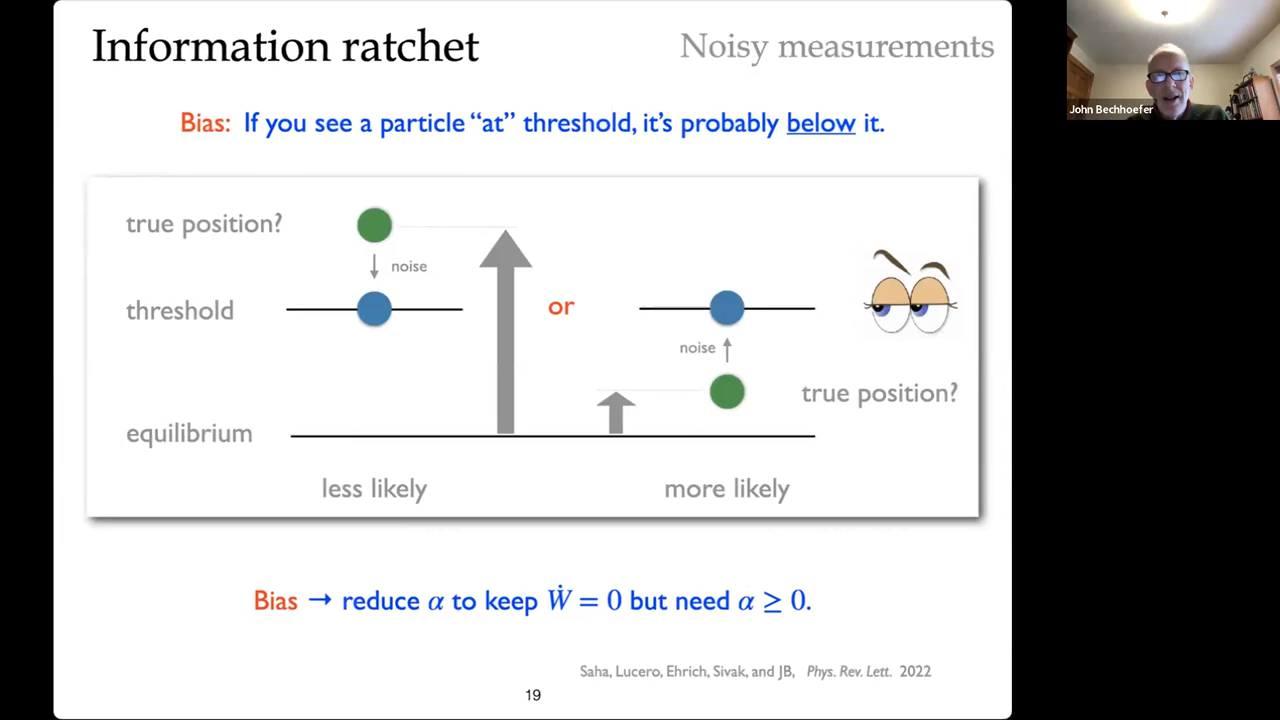 Information ratchet
Noisy measurements
John Bechhoefer
Bias: If you see a particle “at” threshold, it’s probably below it.
true position?
noise
threshold
or
noise
true position?
equilibrium
less likely
more likely
Bias → reduce α to keep Ẇ = 0 but need α ≥ 0.
Saha, Lucero, Ehrich, Sivak, and JB, Phys. Rev. Lett. 2022
19